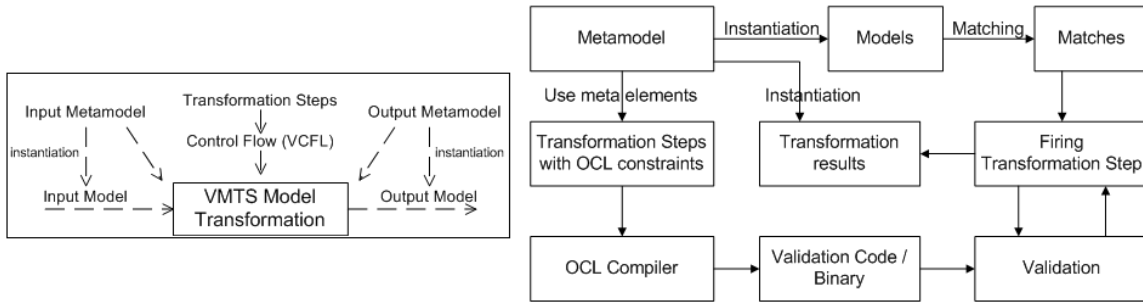 Input Metamodel
Transformation Steps
Output Metamodel
Control Flow (VCFL)
instantiation
instantiation
Input Model
VMTS Model
Transformation
Output Model
Metamodel
Instantiation
Models
Matching
Matches
Use meta elements
Instantiation
Transformation Steps
with OCL constraints
Transformation
results
Firing
Transformation Step
OCL Compiler
Validation Code /
Binary
Validation